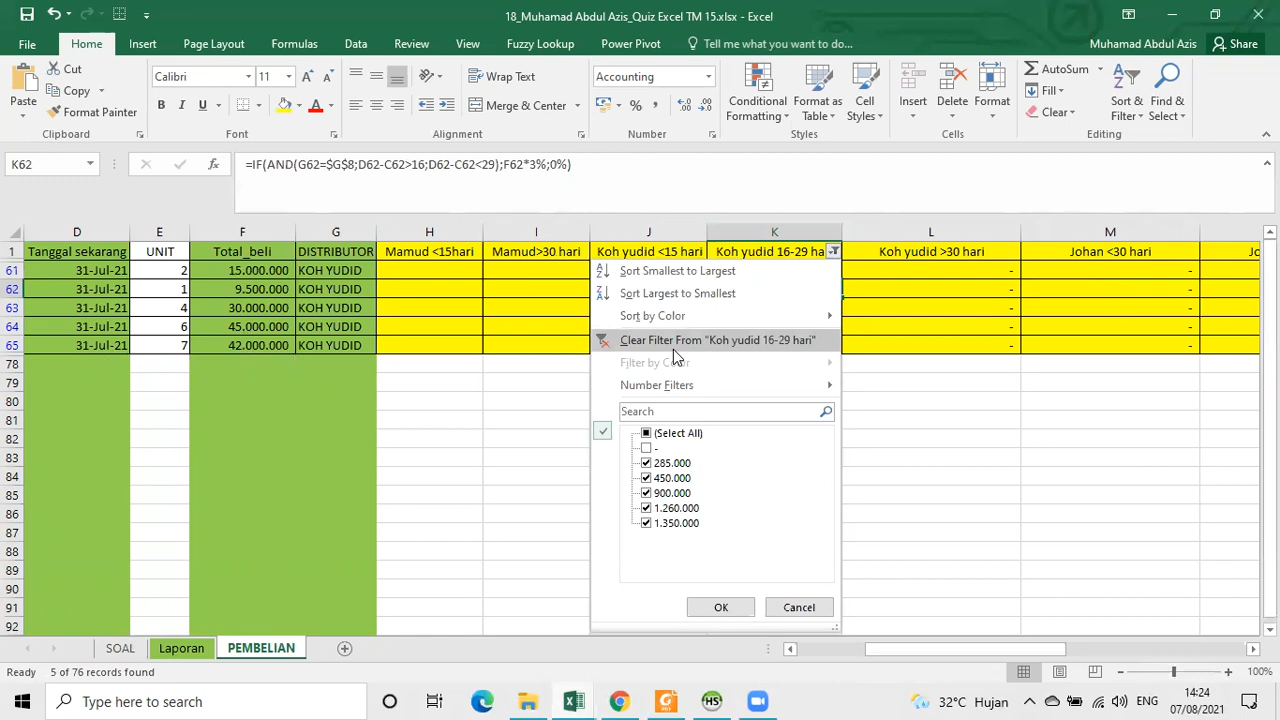 18_Muhamad Abdul Azis_Quiz Excel TM 15.xlsx - Excel
File Home Insert Page Layout Formulas Data Review View Fuzzy Lookup Power Pivot Tell me what you want to do... Muhamad Abdul Azis Share
Paste Cut Copy Format Painter
Clipboard
Calibri 11
B I U
Font
Wrap Text
Merge & Center
Alignment
Accounting
%
Number
Conditional Formatting Format as Table Cell Styles
Styles
Insert Delete Format
Cells
AutoSum Fill Clear Sort & Filter Find & Select
Editing
K62 fx =IF(AND(G62=$G$8;D62-C62>16;D62-C62<29);F62*3%;0%)
D E F G H I J K L M
1 Tanggal sekarang UNIT Total_beli DISTRIBUTOR Mamud <15hari Mamud>30 hari Koh yudid <15 hari Koh yudid 16-29 ha Koh yudid >30 hari Johan <30 hari Jo
61 31-Jul-21 2 15.000.000 KOH YUDID - -
62 31-Jul-21 1 9.500.000 KOH YUDID - -
63 31-Jul-21 4 30.000.000 KOH YUDID - -
64 31-Jul-21 6 45.000.000 KOH YUDID - -
65 31-Jul-21 7 42.000.000 KOH YUDID - -
78
79
80
81
82
83
84
85
86
87
88
89
90
91
92
Sort Smallest to Largest
Sort Largest to Smallest
Sort by Color
Clear Filter From "Koh yudid 16-29 hari"
Filter by Color
Number Filters
Search
(Select All)
-
285.000
450.000
900.000
1.260.000
1.350.000
OK Cancel
SOAL Laporan PEMBELIAN
Ready 5 of 76 records found 100%
Type here to search
32°C Hujan ENG 14:24
07/08/2021